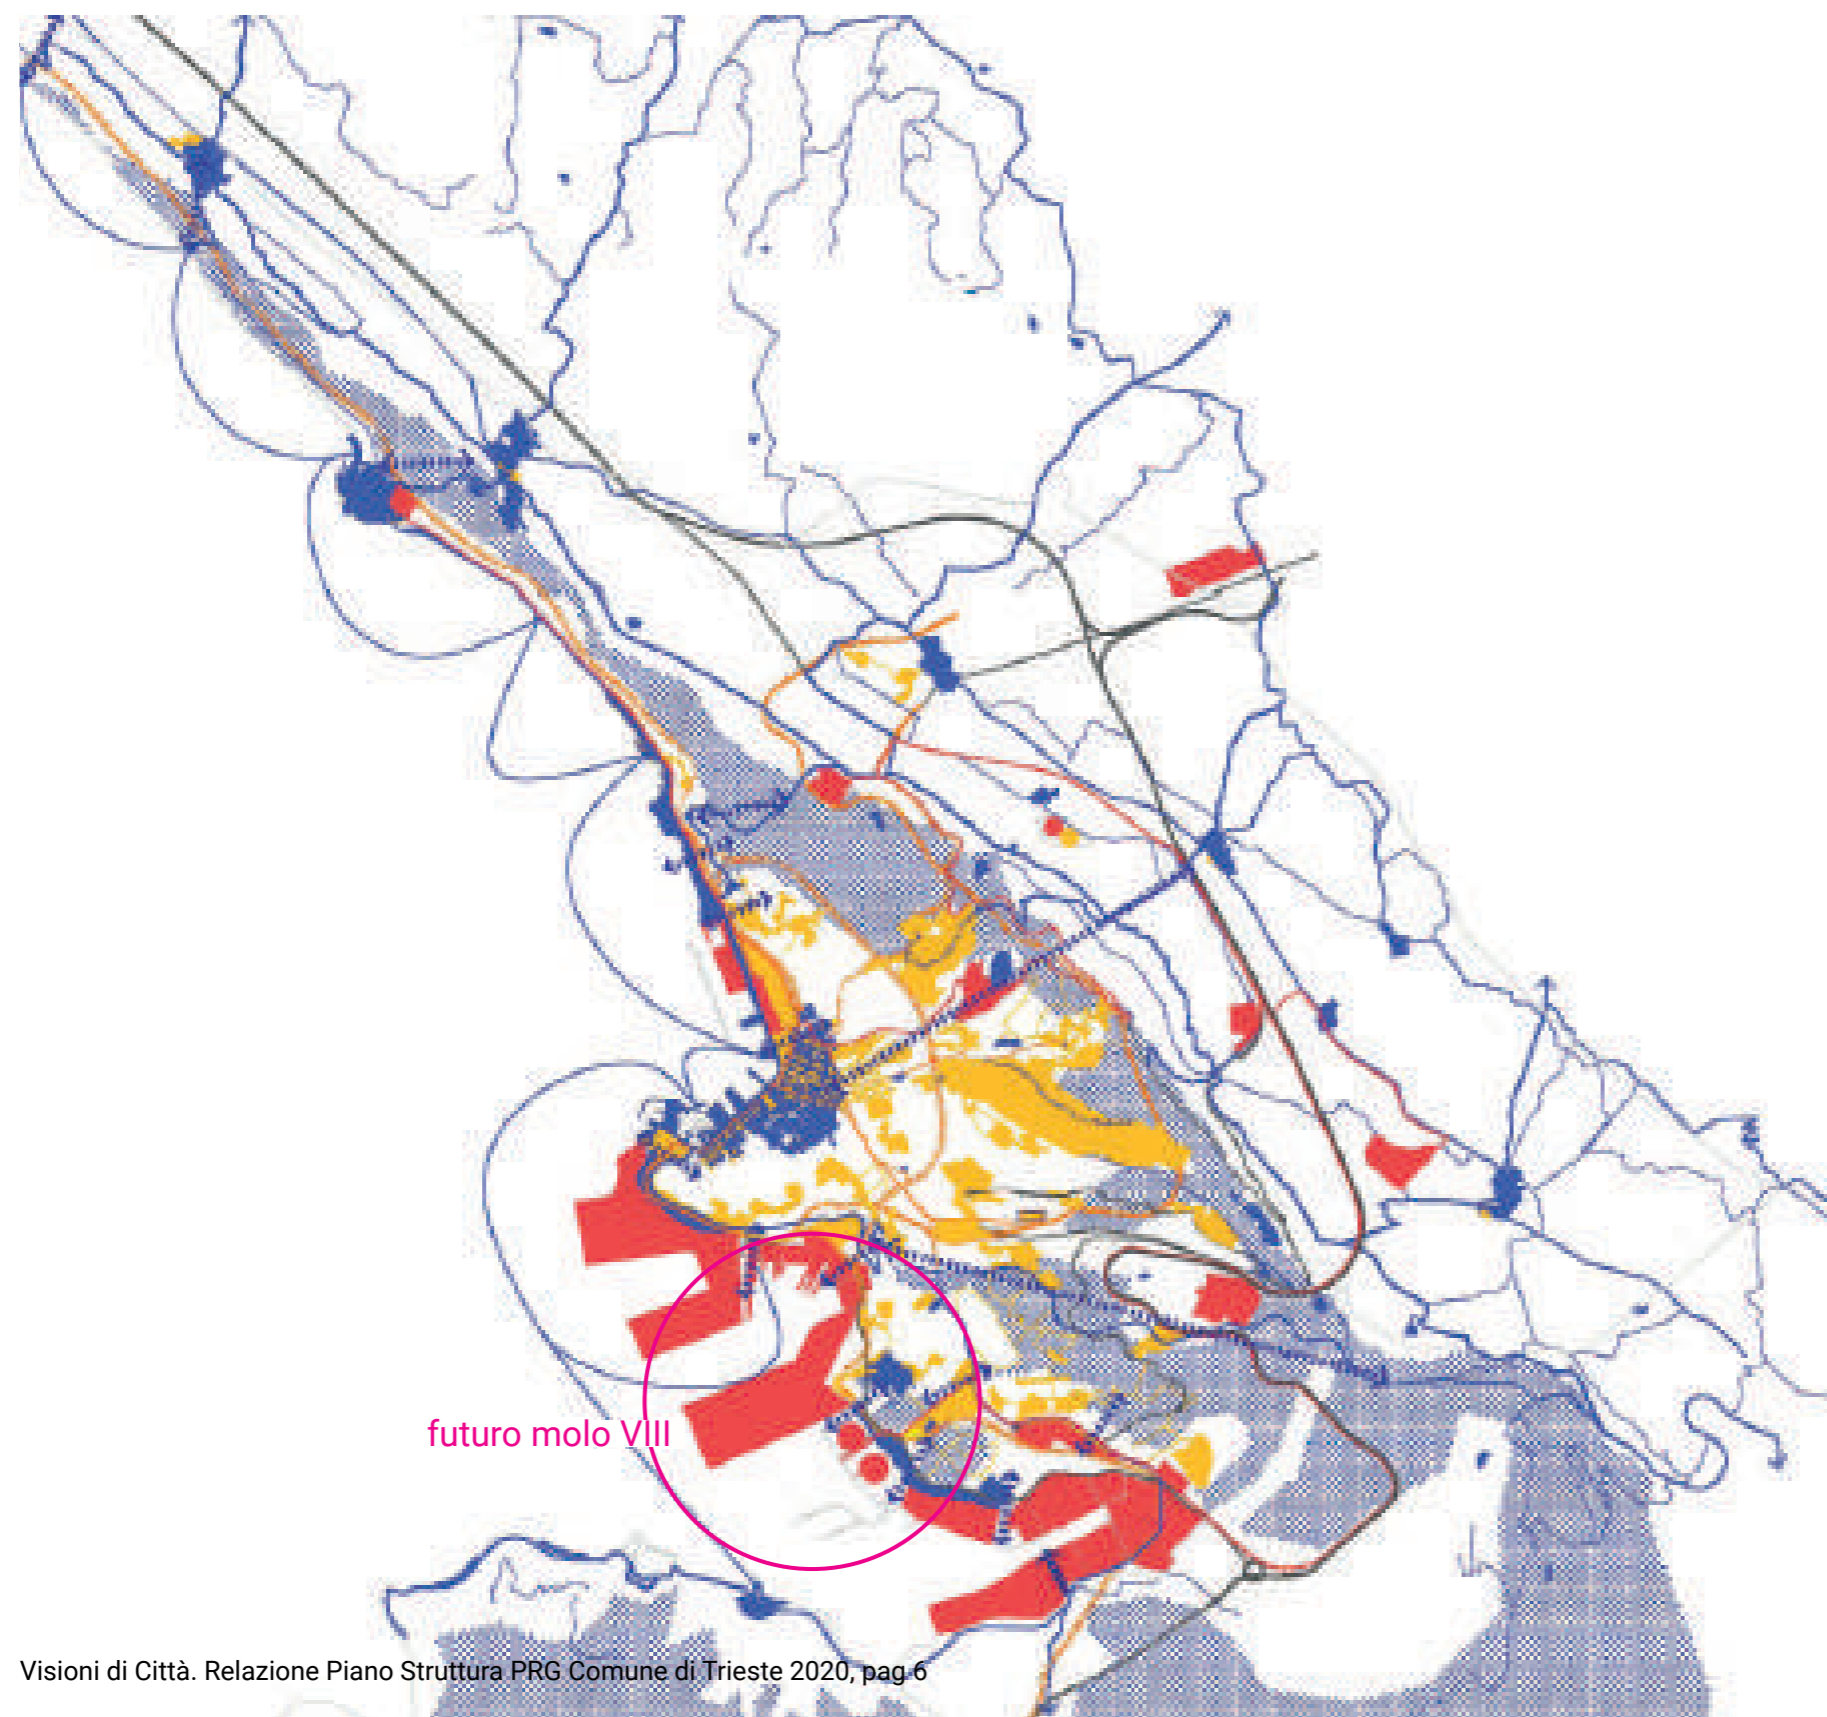 futuro molo VIII
Visioni di Città. Relazione Piano Struttura PRG Comune di Trieste 2020, pag.6